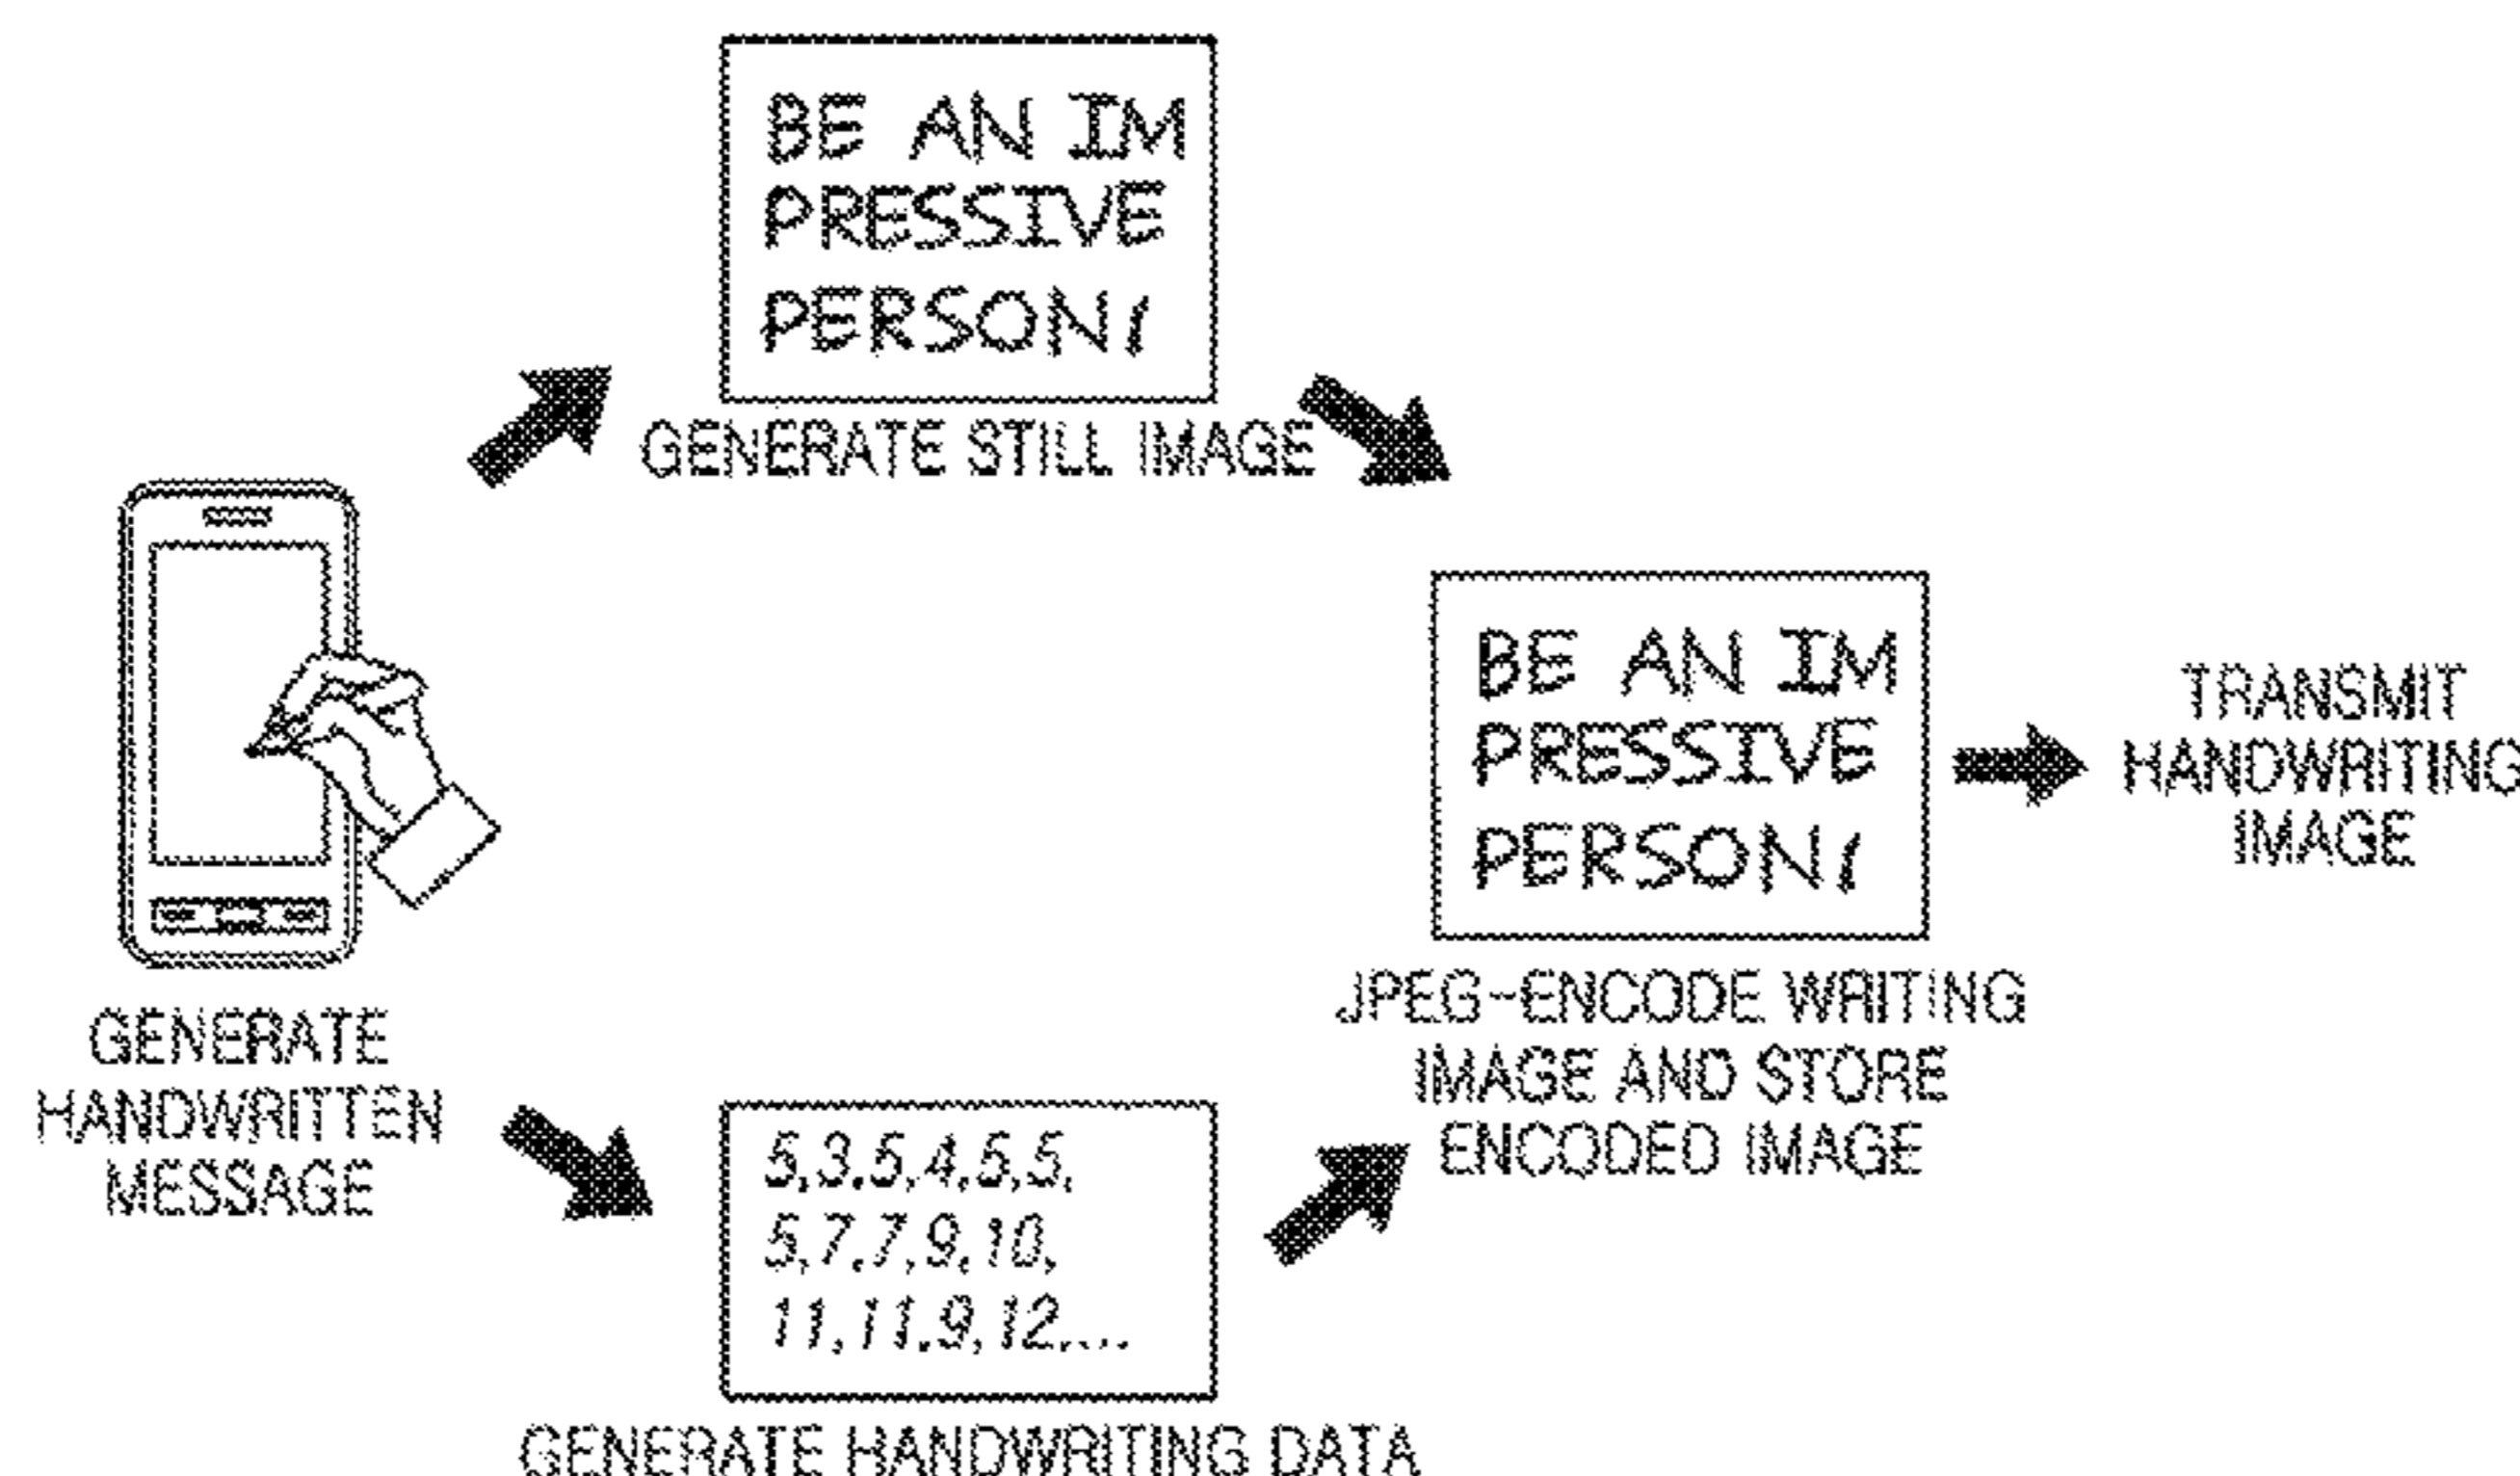 BE AN IM
PRESSIVE
PERSON!
GENERATE STILL IMAGE
GENERATE
HANDWRITTEN
MESSAGE
5,3,5,4,5,5,
5,7,7,9,10,
11,11,9,12,...
GENERATE HANDWRITING DATA
BE AN IM
PRESSIVE
PERSON!
JPEG-ENCODE WRITING
IMAGE AND STORE
ENCODED IMAGE
TRANSMIT
HANDWRITING
IMAGE